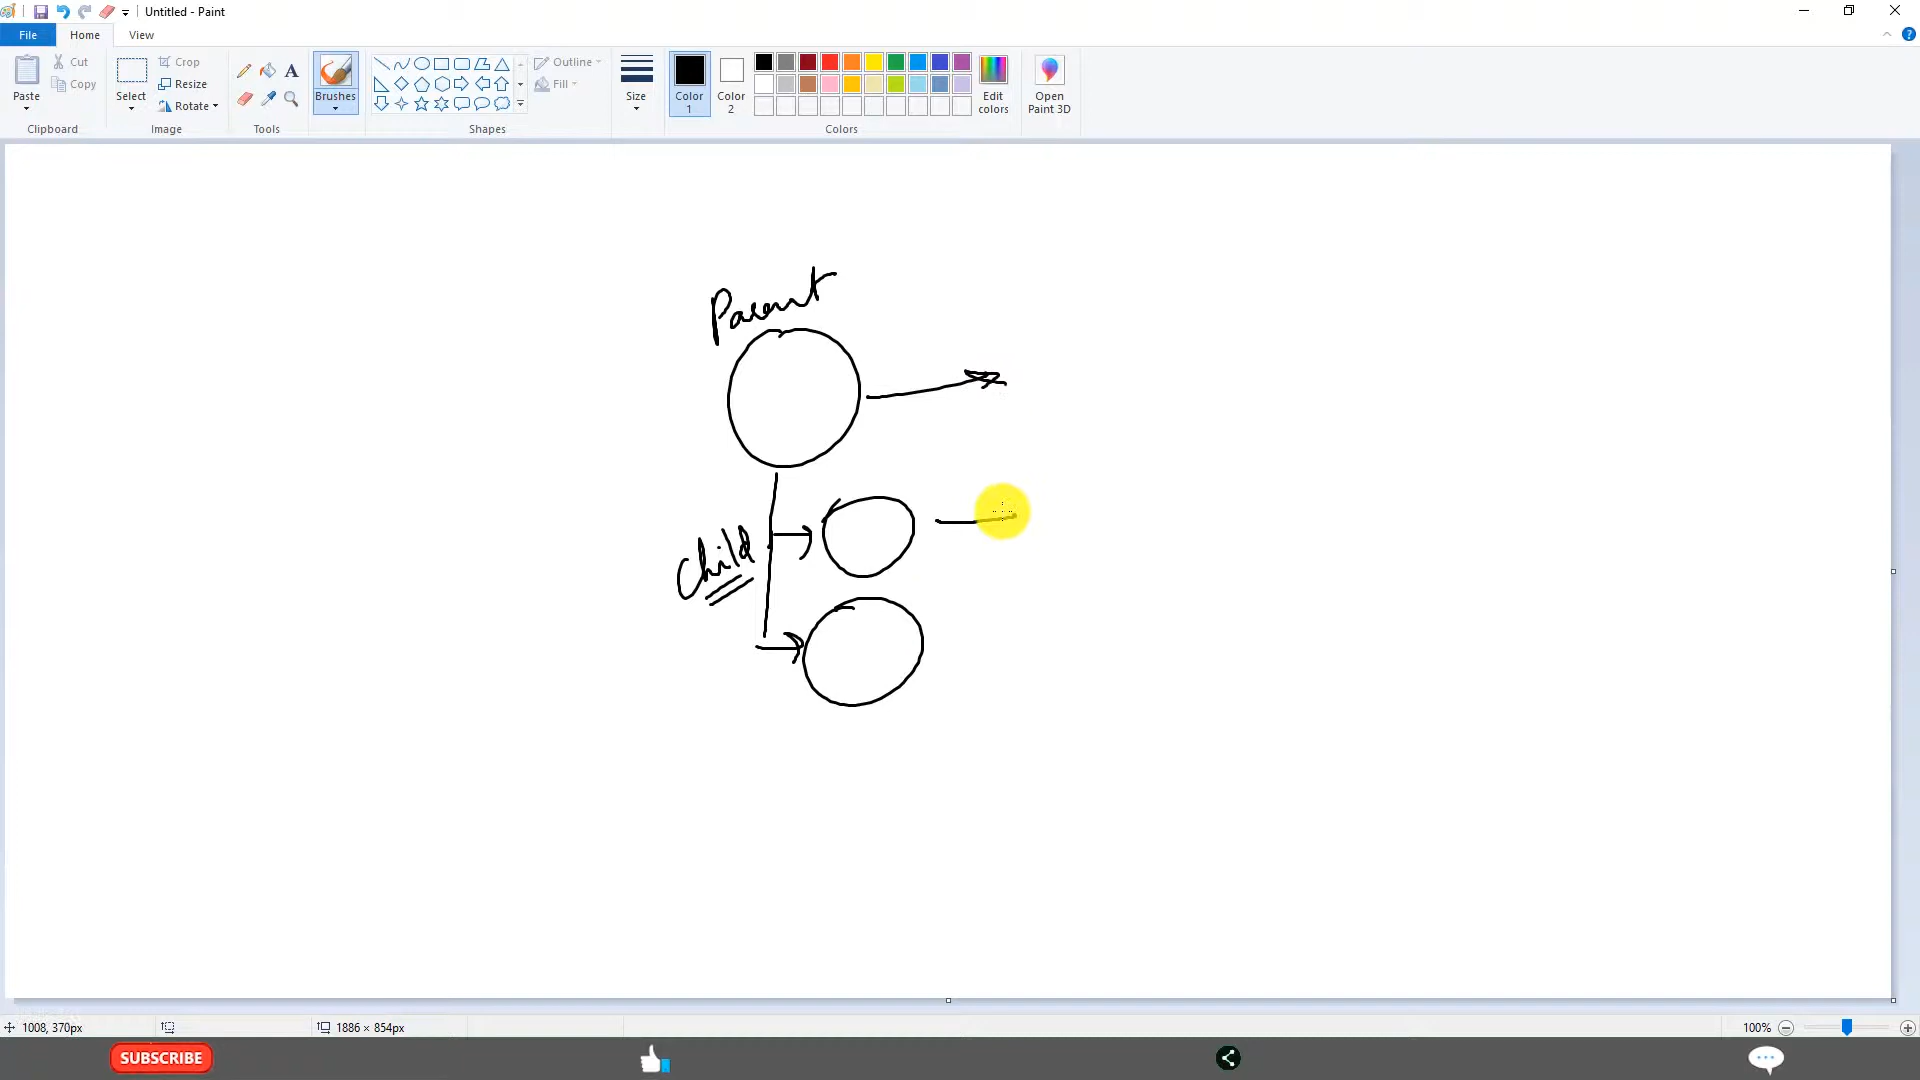 Untitled - Paint
File Home View
Paste
Cut
Copy
Clipboard
Select
Crop
Resize
Rotate
Image
A
Tools
Brushes
Shapes
Outline
Fill
Size
Color 1
Color 2
Edit colors
Colors
Open Paint 3D
Parent
Child
1008, 370px
1886 × 854px
100%
SUBSCRIBE